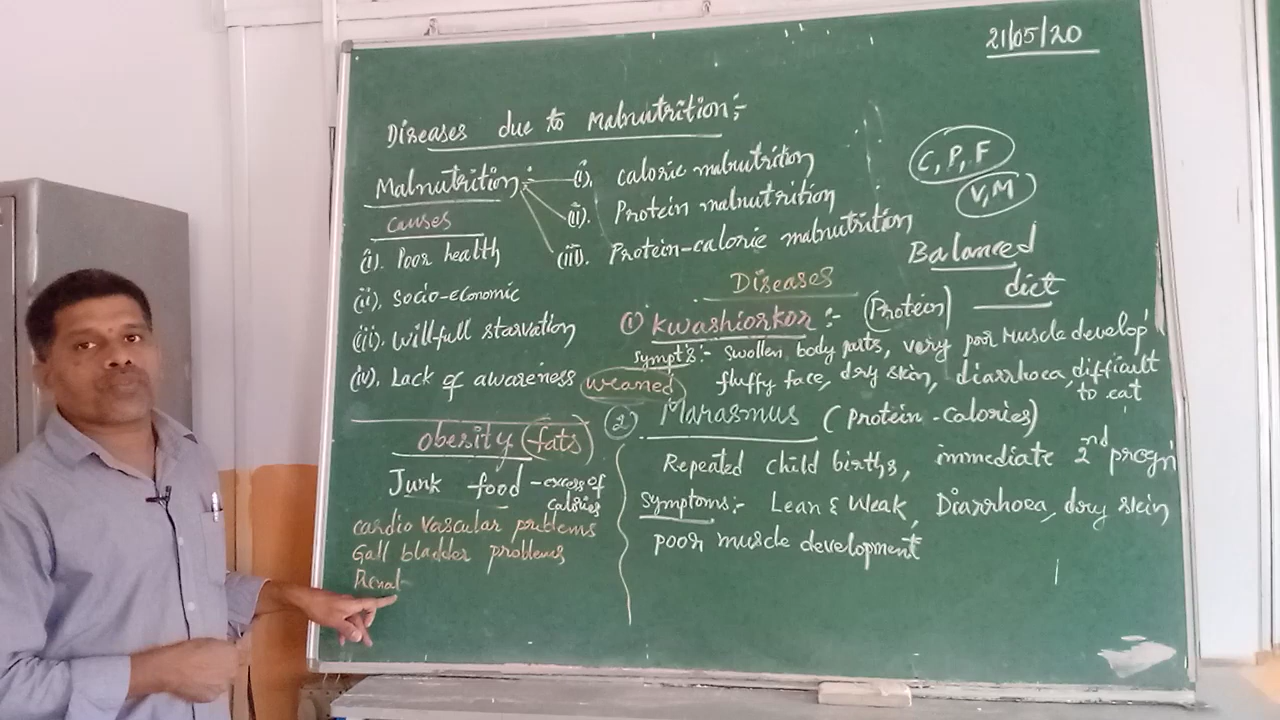 21/05/20
Diseases due to Malnutrition:-
Malnutrition:
(i). caloric malnutrition
(ii). Protein malnutrition
(iii). Protein-calorie malnutrition
causes
(i). Poor health
(ii). Socio-economic
(iii). Willfull starvation
(iv). Lack of awareness
C, P, F
V, M
Balanced
diet
Diseases
(1) Kwashiorkor :- (Protein)
Sympt's:- Swollen body parts, very poor Muscle develop'
weaned
fluffy face, dry skin, diarrhoea, difficult
to eat
(2) Marasmus (Protein-calories)
Repeated child births, immediate 2nd pregn
Symptoms:- Lean & Weak, Diarrhoea, dry skin
poor muscle development
obesity (fats)
Junk food - excess of
calories
cardio vascular problems
Gall bladder problems
Renal-